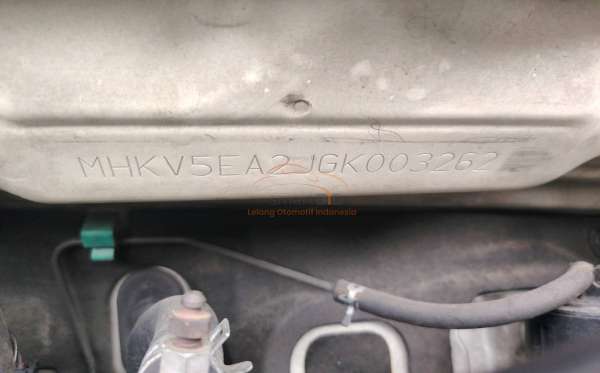 MHKV5EA2JGK003262
Lelang Otomotif Indonesia